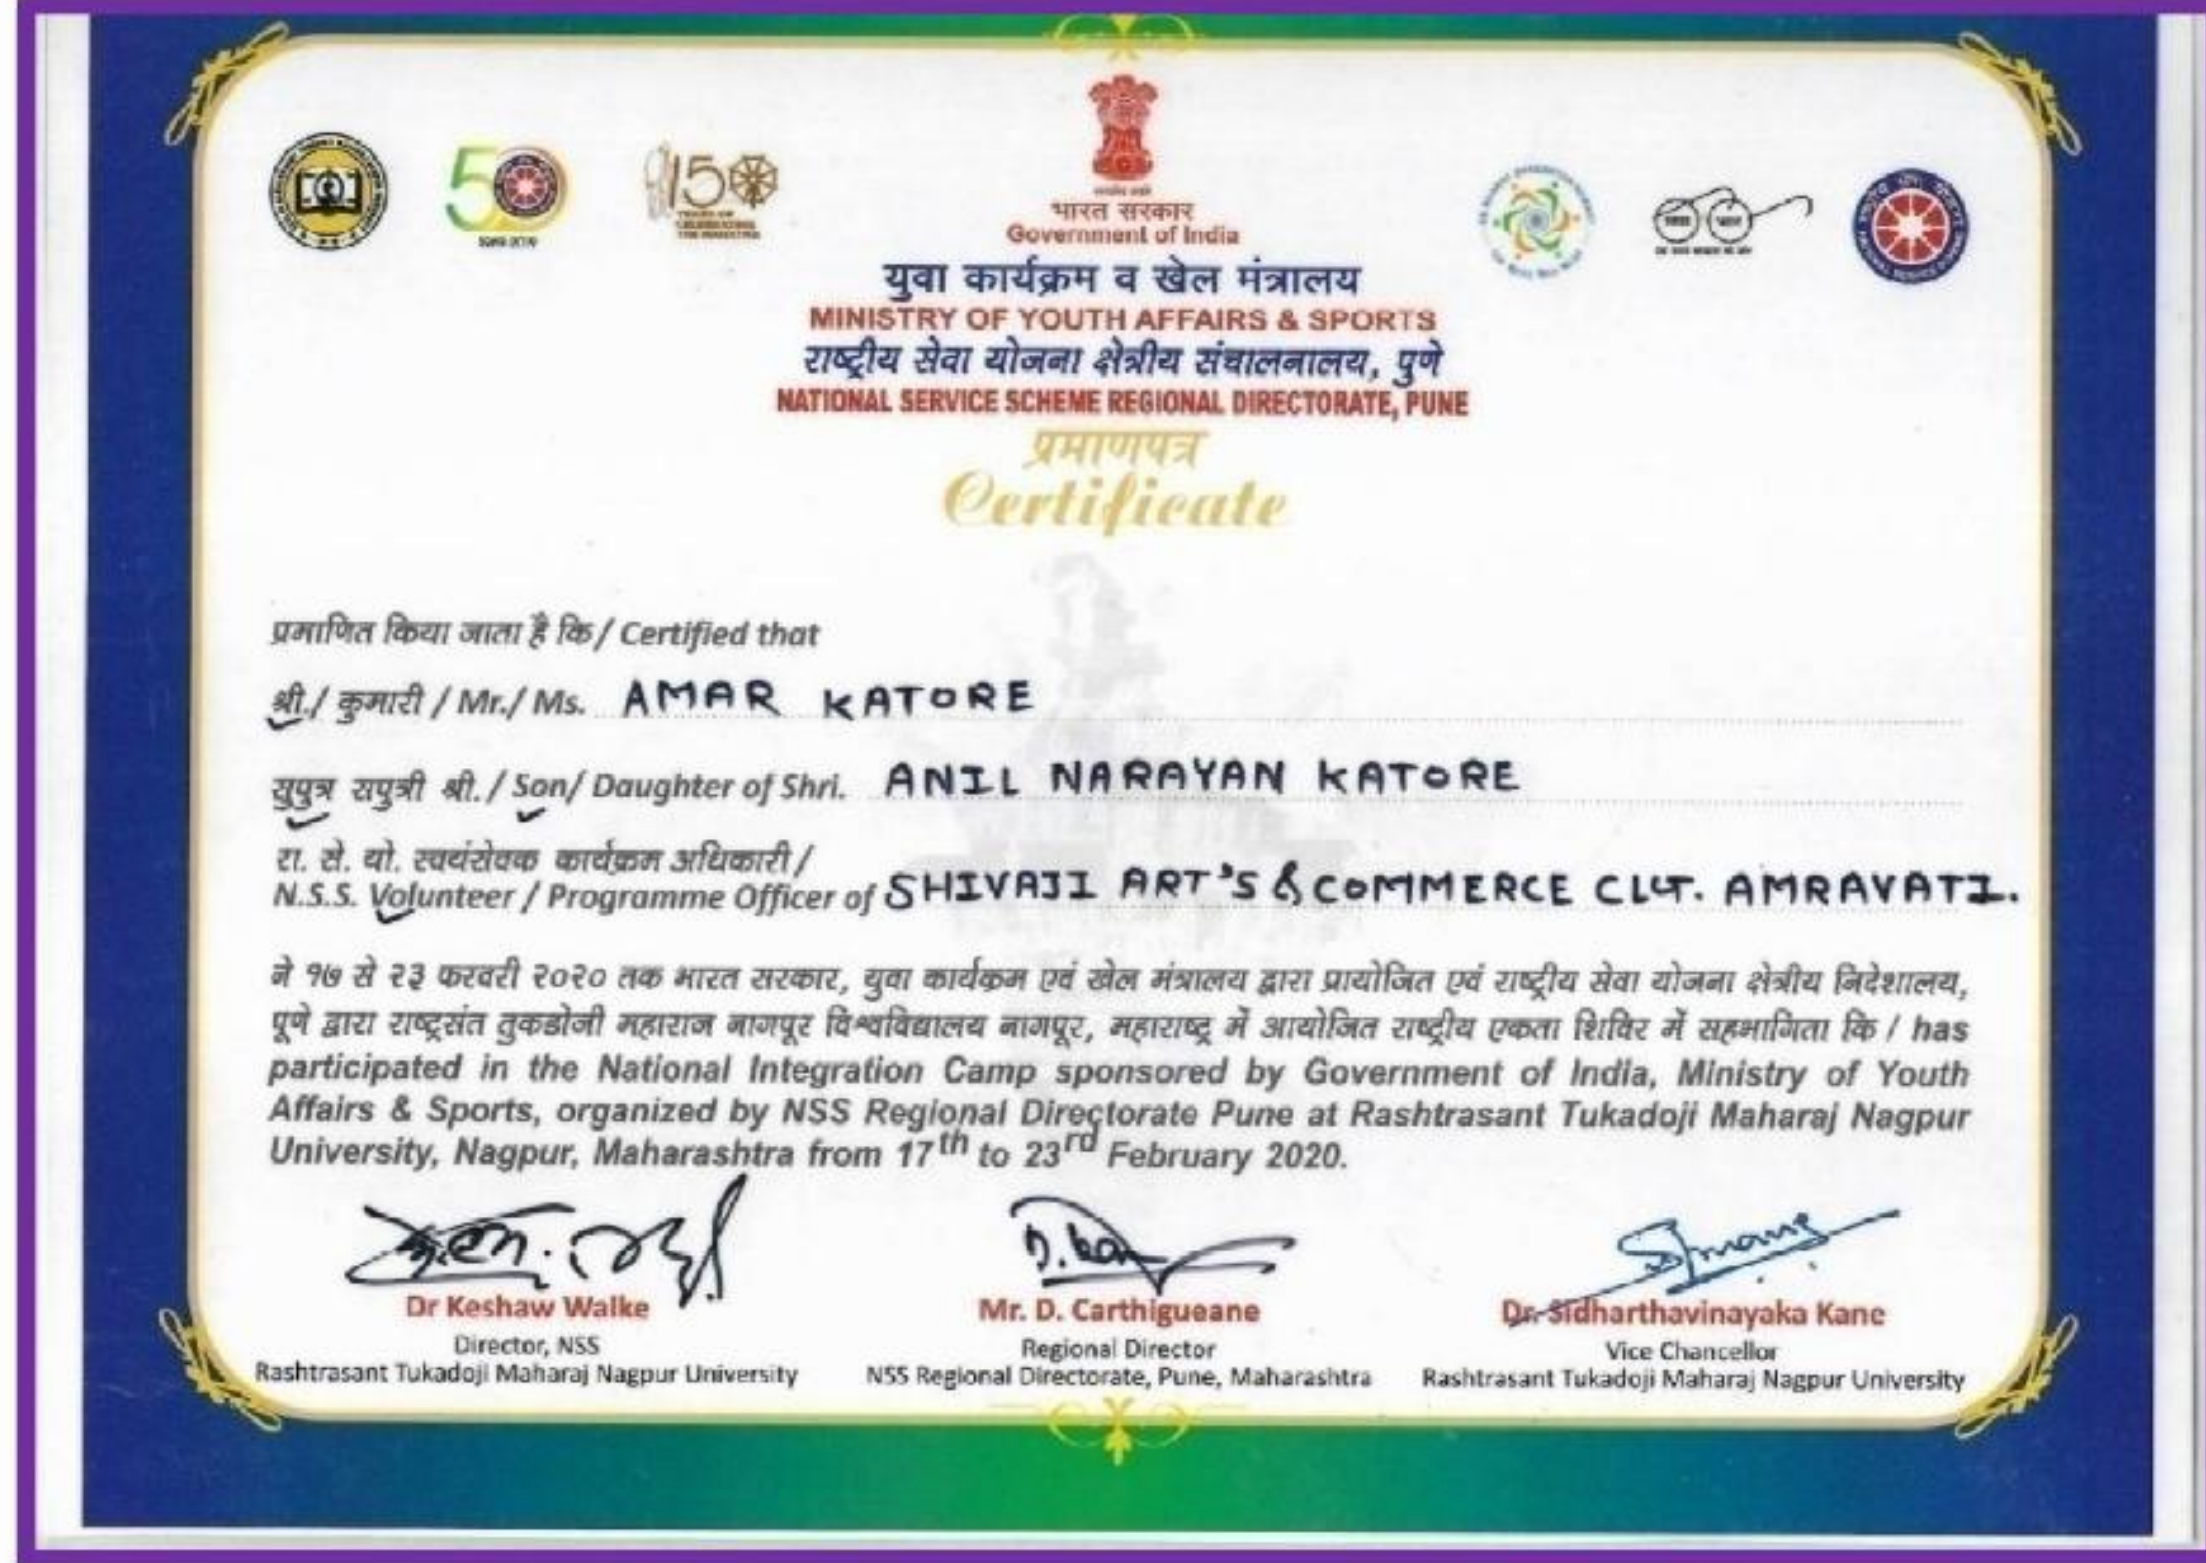 50
150
YEARS OF
CELEBRATING
THE MAHATMA
भारत सरकार
Government of India
युवा कार्यक्रम व खेल मंत्रालय
MINISTRY OF YOUTH AFFAIRS & SPORTS
राष्ट्रीय सेवा योजना क्षेत्रीय संचालनालय, पुणे
NATIONAL SERVICE SCHEME REGIONAL DIRECTORATE, PUNE
प्रमाणपत्र
Certificate
प्रमाणित किया जाता है कि / Certified that
श्री./ कुमारी / Mr./ Ms. AMAR KATORE
सुपुत्र सपुत्री श्री. / Son/ Daughter of Shri. ANIL NARAYAN KATORE
रा. से. यो. स्वयंसेवक कार्यक्रम अधिकारी /
N.S.S. Volunteer / Programme Officer of SHIVAJI ART'S & COMMERCE CLG. AMRAVATI.
ने १७ से २३ फरवरी २०२० तक भारत सरकार, युवा कार्यक्रम एवं खेल मंत्रालय द्वारा प्रायोजित एवं राष्ट्रीय सेवा योजना क्षेत्रीय निदेशालय,
पूणे द्वारा राष्ट्रसंत तुकडोजी महाराज नागपूर विश्वविद्यालय नागपूर, महाराष्ट्र में आयोजित राष्ट्रीय एकता शिविर में सहभागिता कि / has
participated in the National Integration Camp sponsored by Government of India, Ministry of Youth
Affairs & Sports, organized by NSS Regional Directorate Pune at Rashtrasant Tukadoji Maharaj Nagpur
University, Nagpur, Maharashtra from 17th to 23rd February 2020.
Dr Keshaw Walke
Director, NSS
Rashtrasant Tukadoji Maharaj Nagpur University
Mr. D. Carthigueane
Regional Director
NSS Regional Directorate, Pune, Maharashtra
Dr. Sidharthavinayaka Kane
Vice Chancellor
Rashtrasant Tukadoji Maharaj Nagpur University